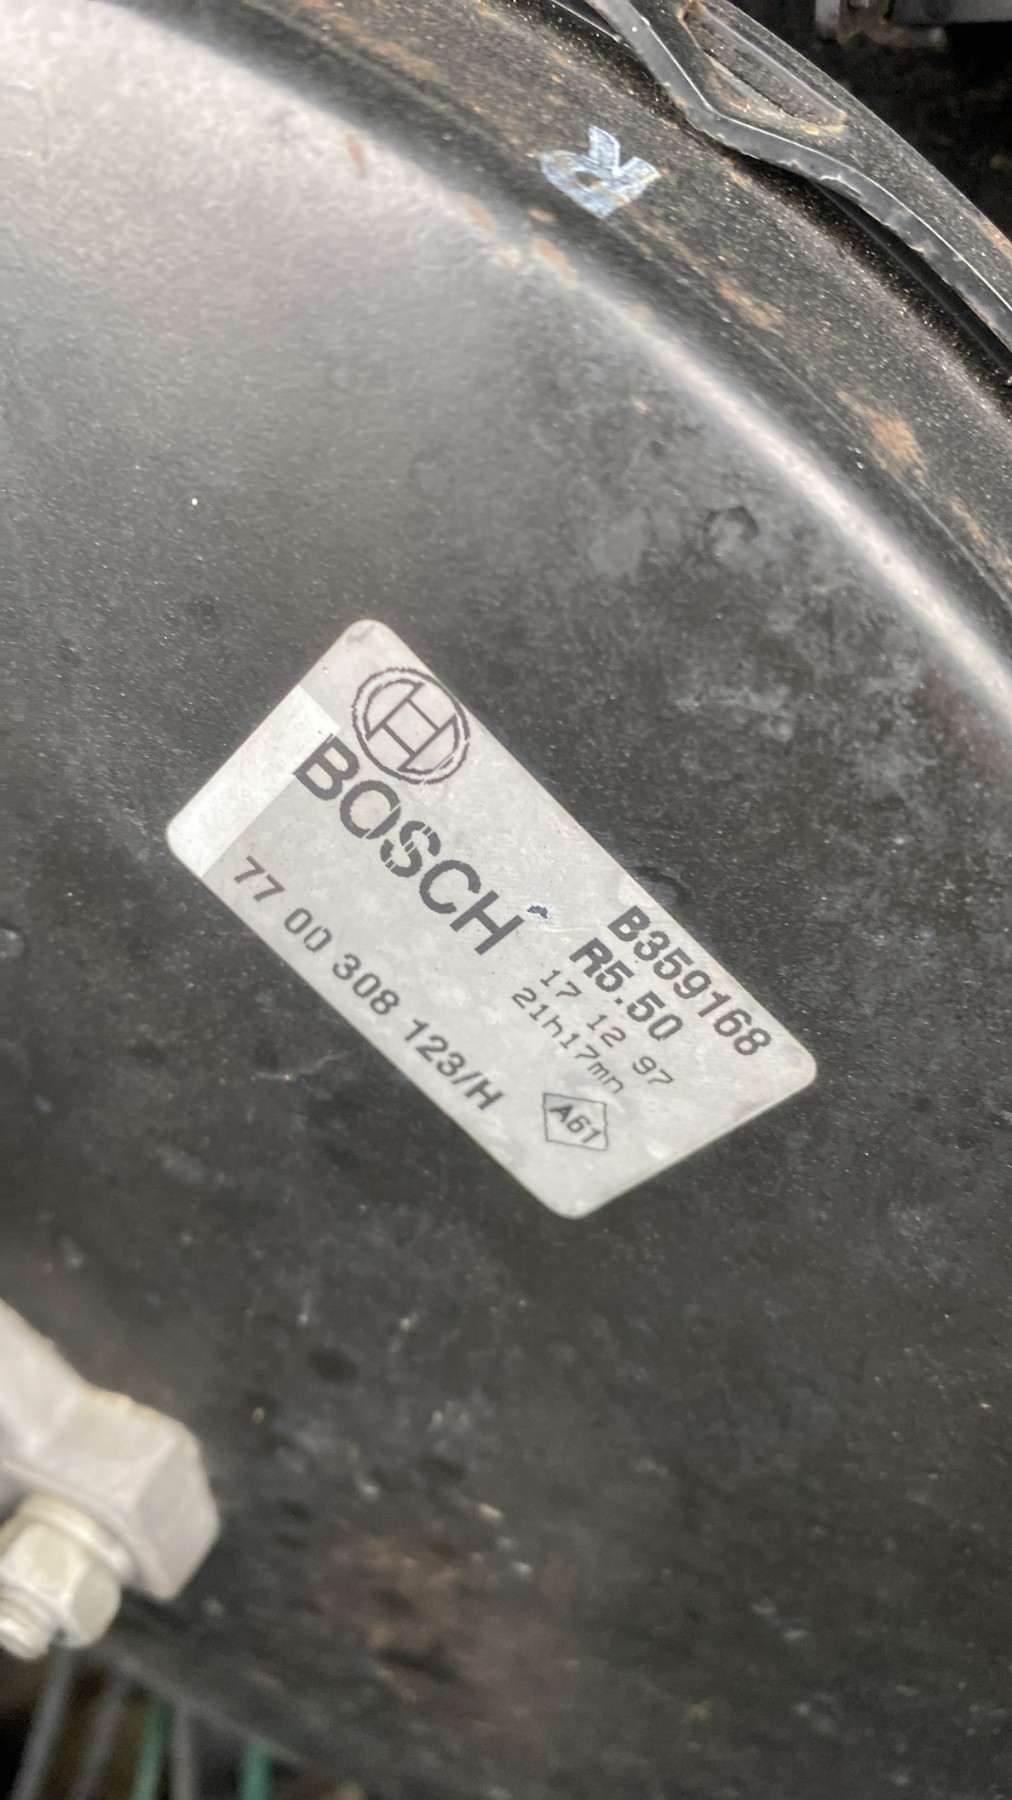 R
BOSCH
B359168
R5.50
17 12 97
21h17mn
77 00 308 123/H
A61